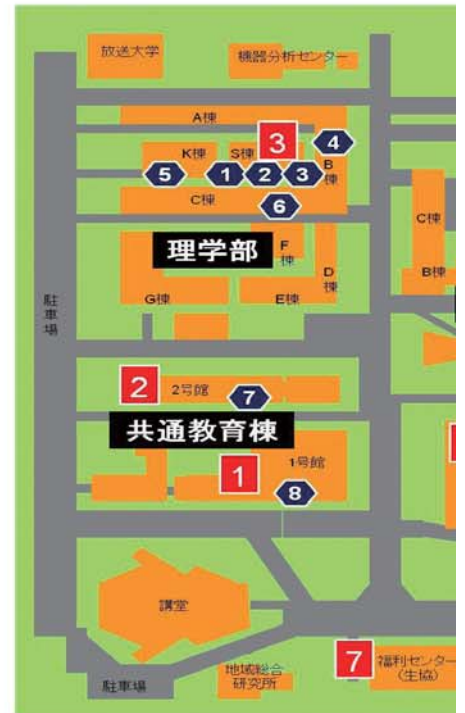 放送大学
機器分析センター
A棟
3
4
K棟
S棟
B
棟
5
1
2
3
C棟
6
C棟
理学部
F
棟
D
棟
B棟
G棟
E棟
駐車場
2
2号館
7
共通教育棟
1
1号館
8
講堂
7
福利センター
(生協)
地域総合
研究所
駐車場